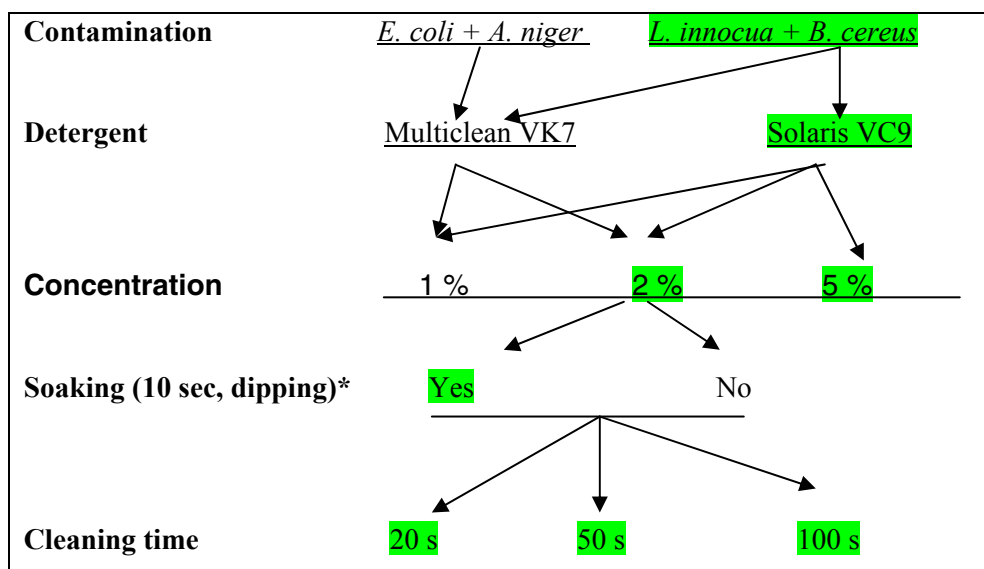 Contamination E. coli + A. niger L. innocua + B. cereus
Detergent Multiclean VK7 Solaris VC9
Concentration 1 % 2 % 5 %
Soaking (10 sec, dipping)* Yes No
Cleaning time 20 s 50 s 100 s